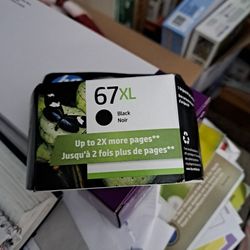 67XL
Black
Noir
Up to 2X more pages**
Jusqu'à 2 fois plus de pages**